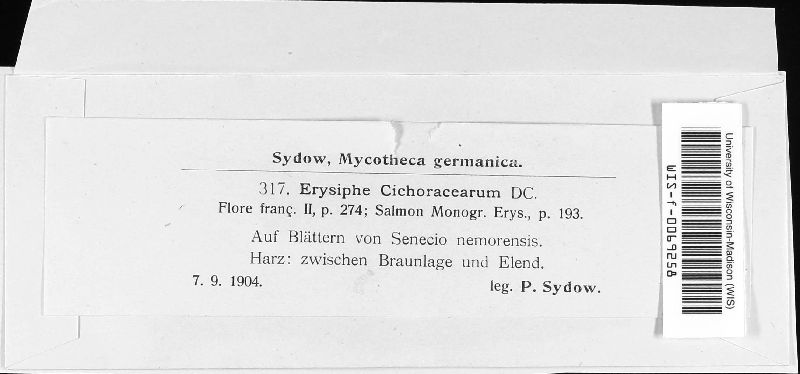 Sydow, Mycotheca germanica.
317. Erysiphe Cichoracearum DC.
Flore franç. II, p. 274; Salmon Monogr. Erys., p. 193.
Auf Blättern von Senecio nemorensis.
Harz: zwischen Braunlage und Elend.
7. 9. 1904. leg. P. Sydow.
University of Wisconsin-Madison (WIS)
WIS-f-0069258